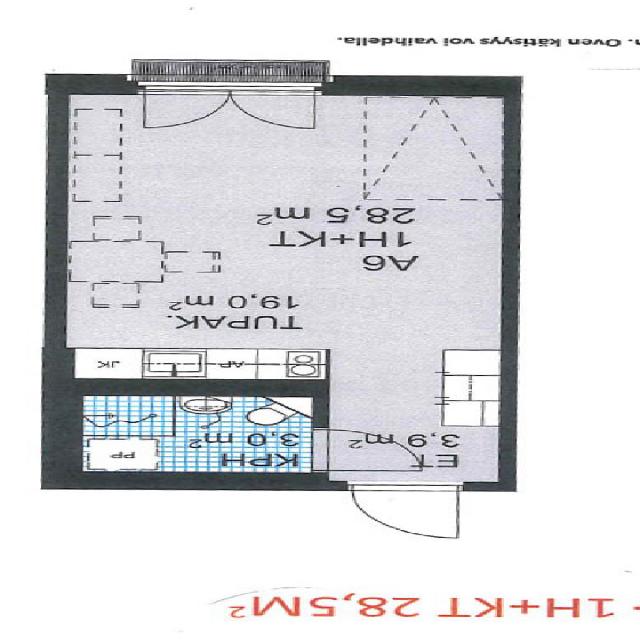 - 1H+KT 28,5M²
ET
3,9 m²
KPH
3,0 m²
PP
AP
JK
TUPAK.
19,0 m²
A6
1H+KT
28,5 m²
n. Oven kätisyys voi vaihdella.